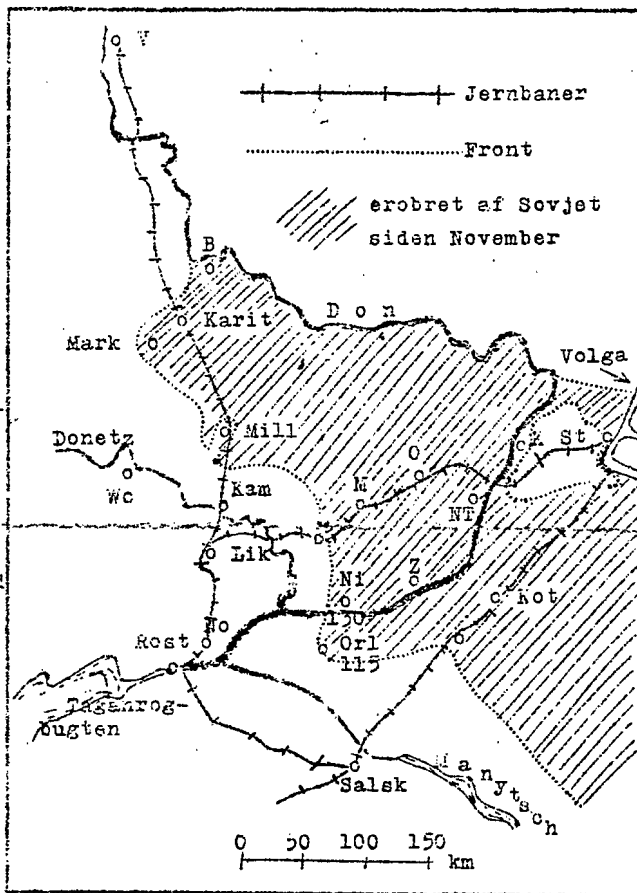 V
Jernbaner
Front
erobret af Sovjet
siden November
B
Don
Karit
Mark
Volga
Mill
K St
Donetz
O
Wc
Kam
M
NT
Lik
Z
Ni
Kot
130
No
Rost
Orl
115
Taganrog-
bugten
Manytsch
Salsk
0 50 100 150
km